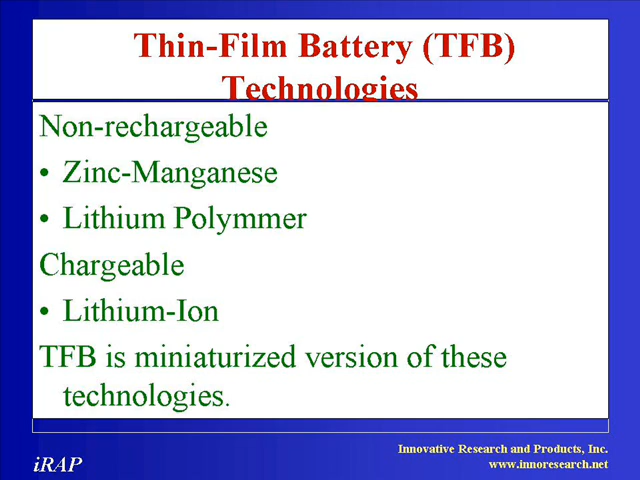 Thin-Film Battery (TFB)
Technologies
Non-rechargeable
• Zinc-Manganese
• Lithium Polymmer
Chargeable
• Lithium-Ion
TFB is miniaturized version of these
technologies.
Innovative Research and Products, Inc.
www.innoresearch.net
iRAP